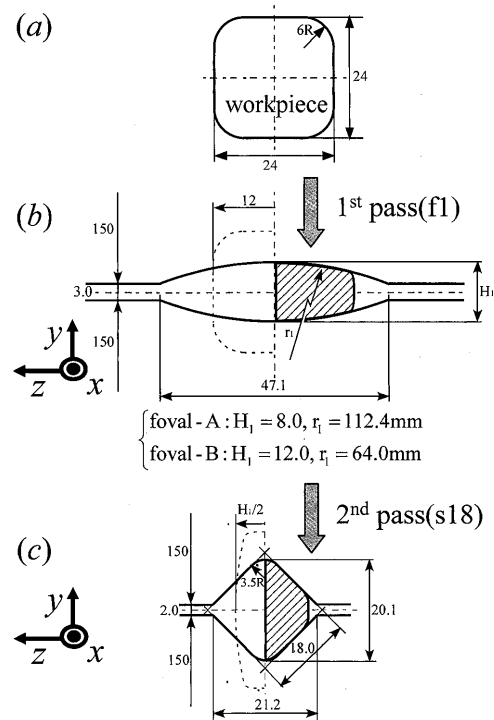 (a)
6R
workpiece
24
24
1st pass(f1)
(b)
12
150
3.0
H1
150
r1
y
z
x
47.1
foval-A: H1 = 8.0, r1 = 112.4mm
foval-B: H1 = 12.0, r1 = 64.0mm
2nd pass(s18)
(c)
H1/2
150
3.5R
2.0
20.1
150
18.0
y
z
x
21.2